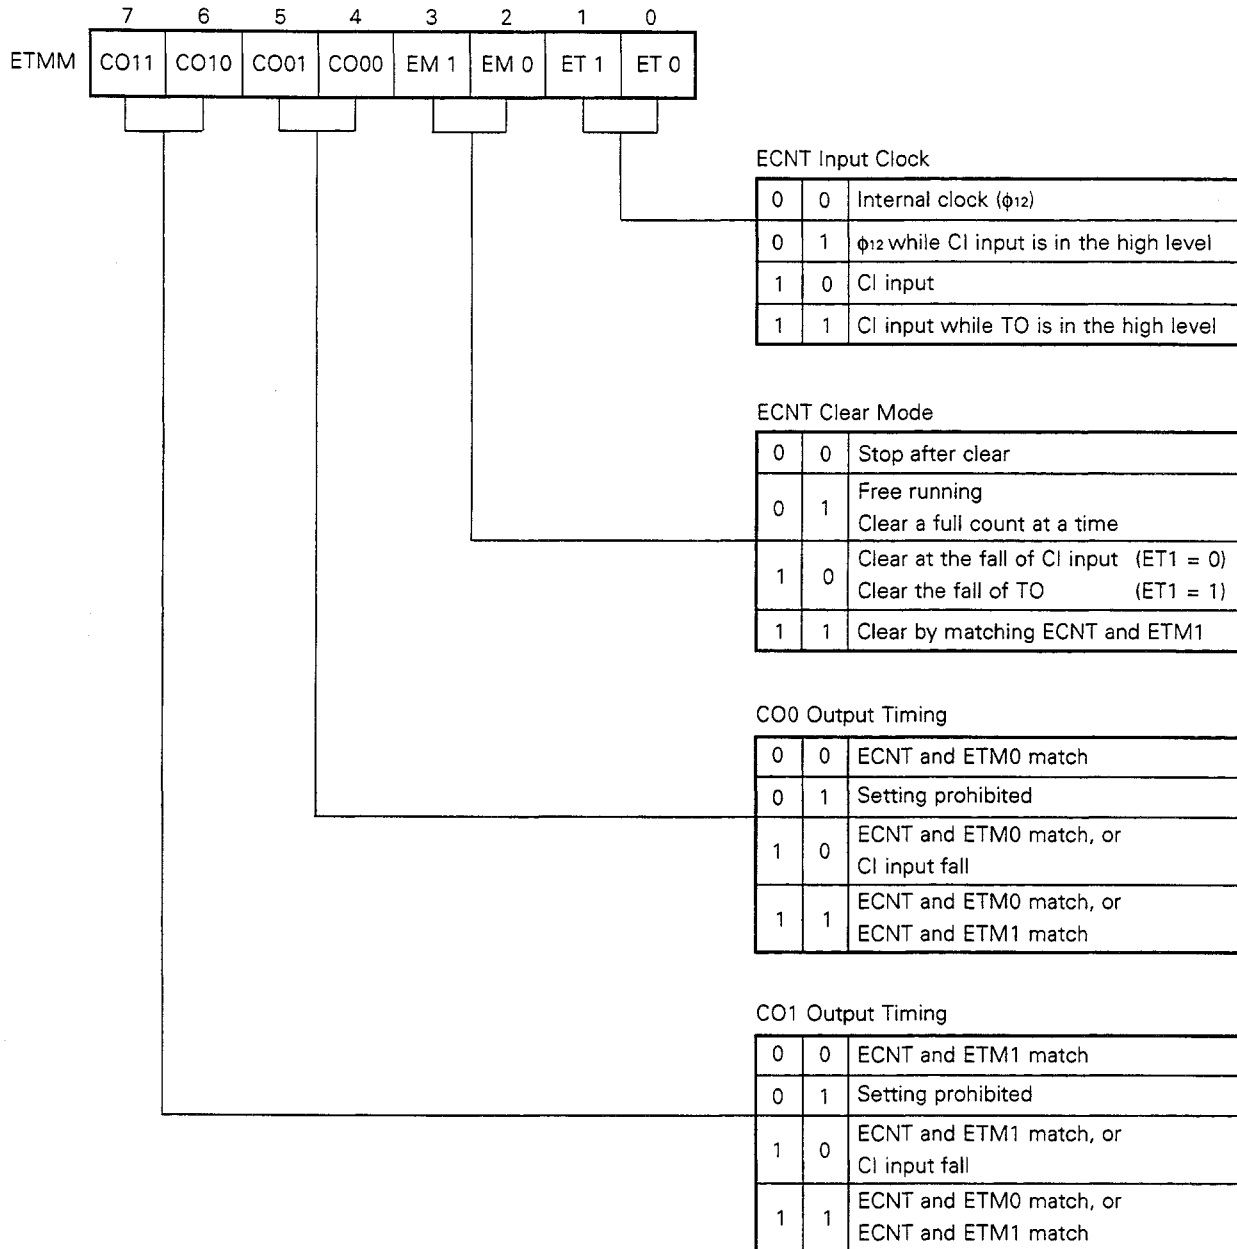 7 6 5 4 3 2 1 0
ETMM CO11 CO10 CO01 CO00 EM 1 EM 0 ET 1 ET 0
ECNT Input Clock
0 0 Internal clock (ϕ12)
0 1 ϕ12 while CI input is in the high level
1 0 CI input
1 1 CI input while TO is in the high level
ECNT Clear Mode
0 0 Stop after clear
0 1 Free running
Clear a full count at a time
1 0 Clear at the fall of CI input (ET1 = 0)
Clear the fall of TO (ET1 = 1)
1 1 Clear by matching ECNT and ETM1
CO0 Output Timing
0 0 ECNT and ETM0 match
0 1 Setting prohibited
1 0 ECNT and ETM0 match, or
CI input fall
1 1 ECNT and ETM0 match, or
ECNT and ETM1 match
CO1 Output Timing
0 0 ECNT and ETM1 match
0 1 Setting prohibited
1 0 ECNT and ETM1 match, or
CI input fall
1 1 ECNT and ETM0 match, or
ECNT and ETM1 match